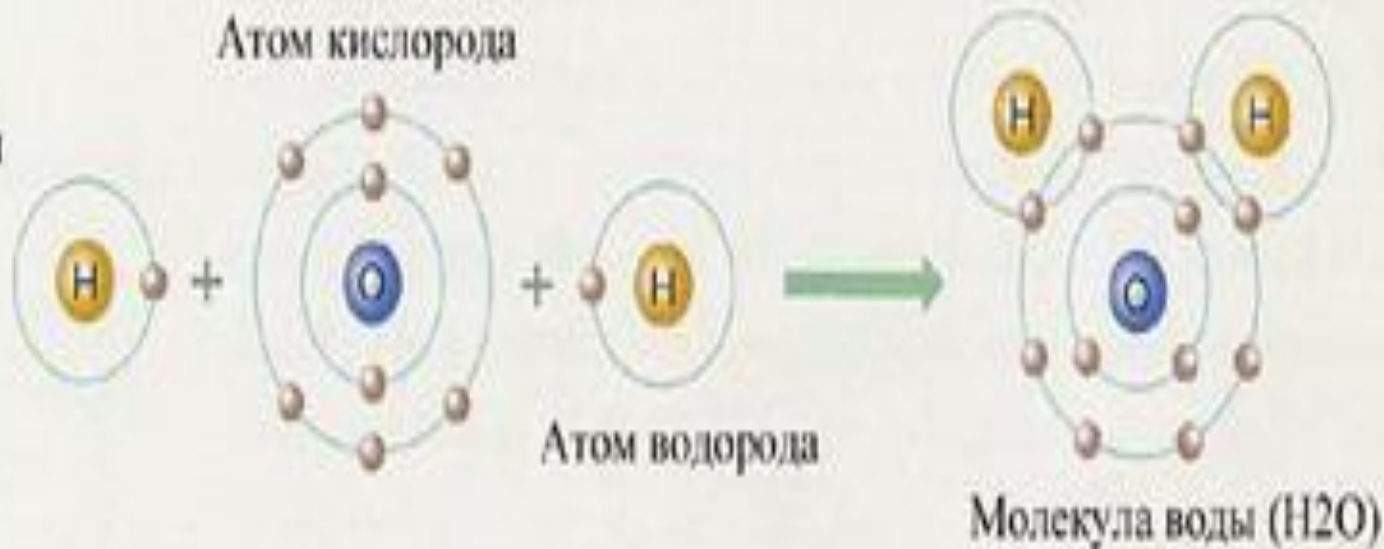 Атом кислорода
H + O + H
H H
O
Атом водорода
Молекула воды (H2O)